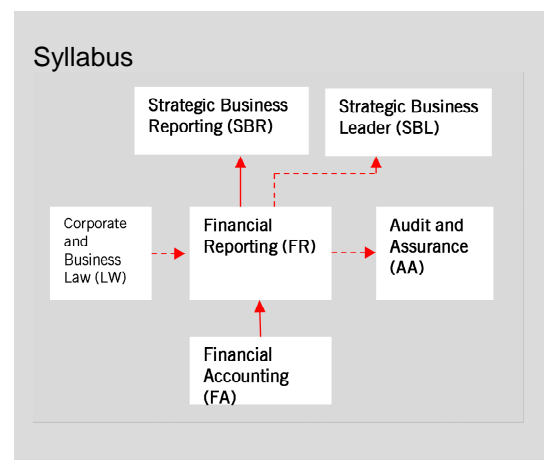 Syllabus
Strategic Business
Reporting (SBR)
Strategic Business
Leader (SBL)
Corporate
and
Business
Law (LW)
Financial
Reporting (FR)
Audit and
Assurance
(AA)
Financial
Accounting
(FA)